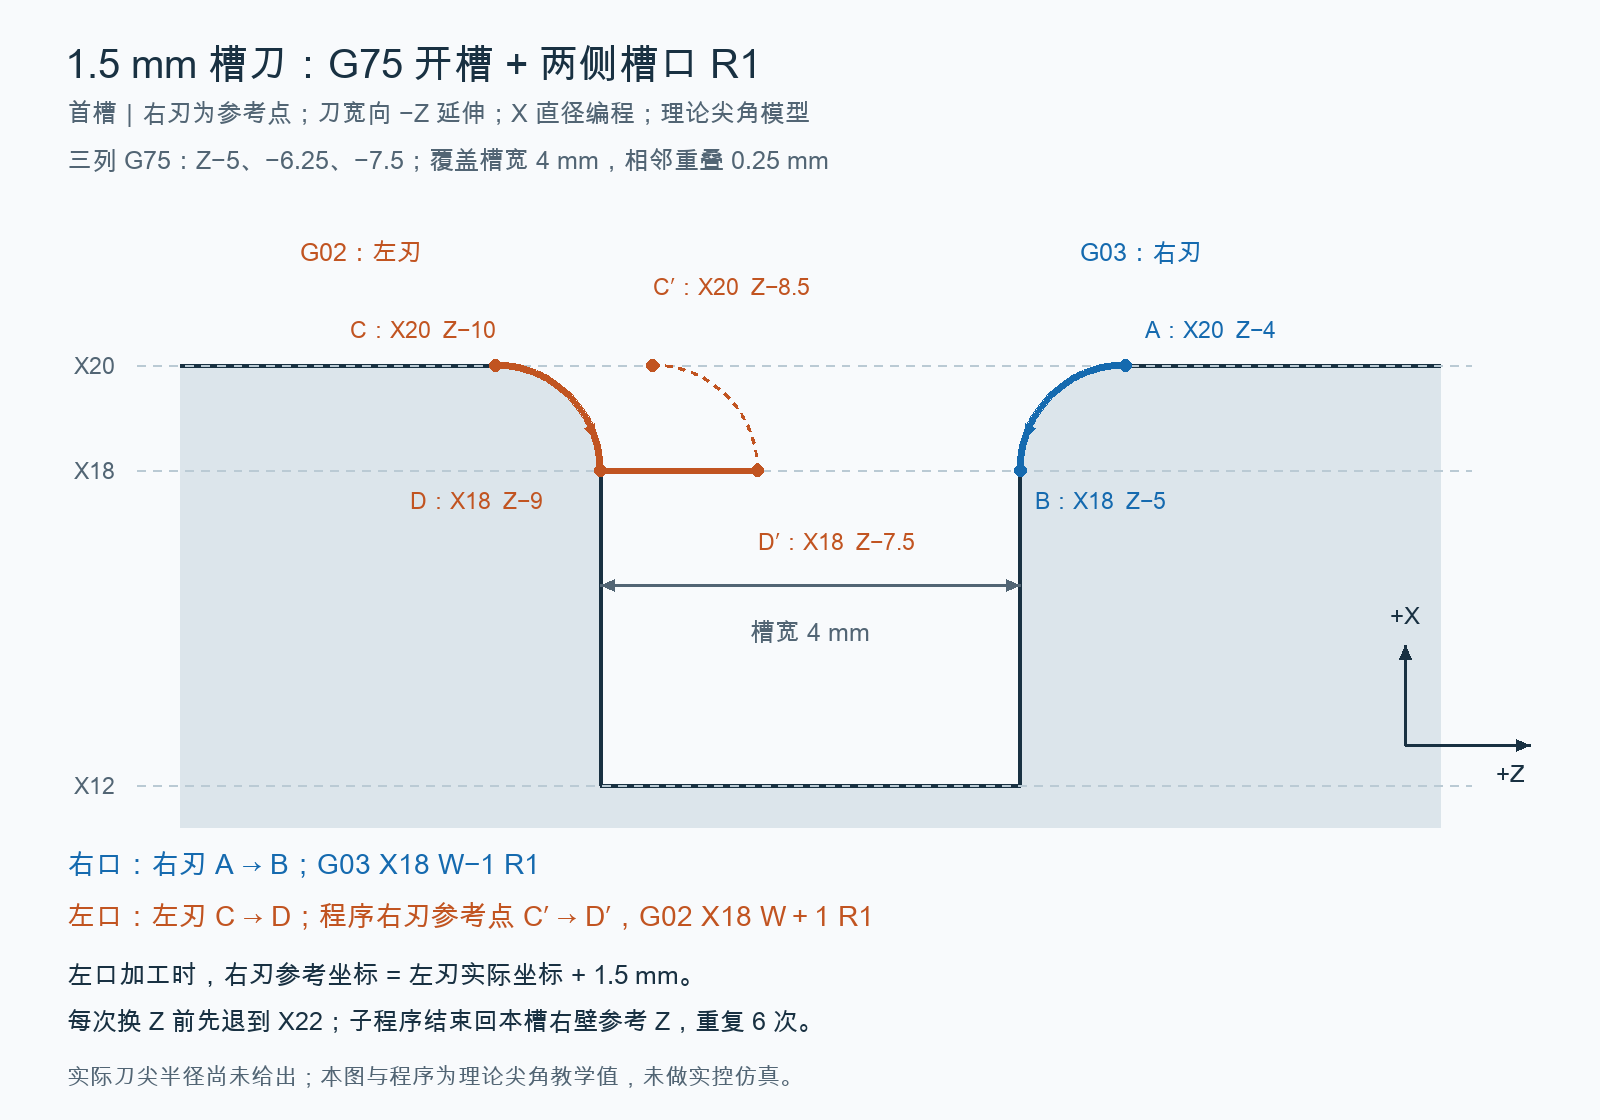 1.5 mm 槽刀：G75 开槽 + 两侧槽口 R1
首槽 | 右刃为参考点；刀宽向 −Z 延伸；X 直径编程；理论尖角模型
三列 G75：Z−5、−6.25、−7.5；覆盖槽宽 4 mm，相邻重叠 0.25 mm
G02：左刃
G03：右刃
C′：X20 Z−8.5
C：X20 Z−10
A：X20 Z−4
X20
X18
D：X18 Z−9
B：X18 Z−5
D′：X18 Z−7.5
槽宽 4 mm
+X
+Z
X12
右口：右刃 A → B；G03 X18 W−1 R1
左口：左刃 C → D；程序右刃参考点 C′ → D′，G02 X18 W + 1 R1
左口加工时，右刃参考坐标 = 左刃实际坐标 + 1.5 mm。
每次换 Z 前先退到 X22；子程序结束回本槽右壁参考 Z，重复 6 次。
实际刀尖半径尚未给出；本图与程序为理论尖角教学值，未做实控仿真。